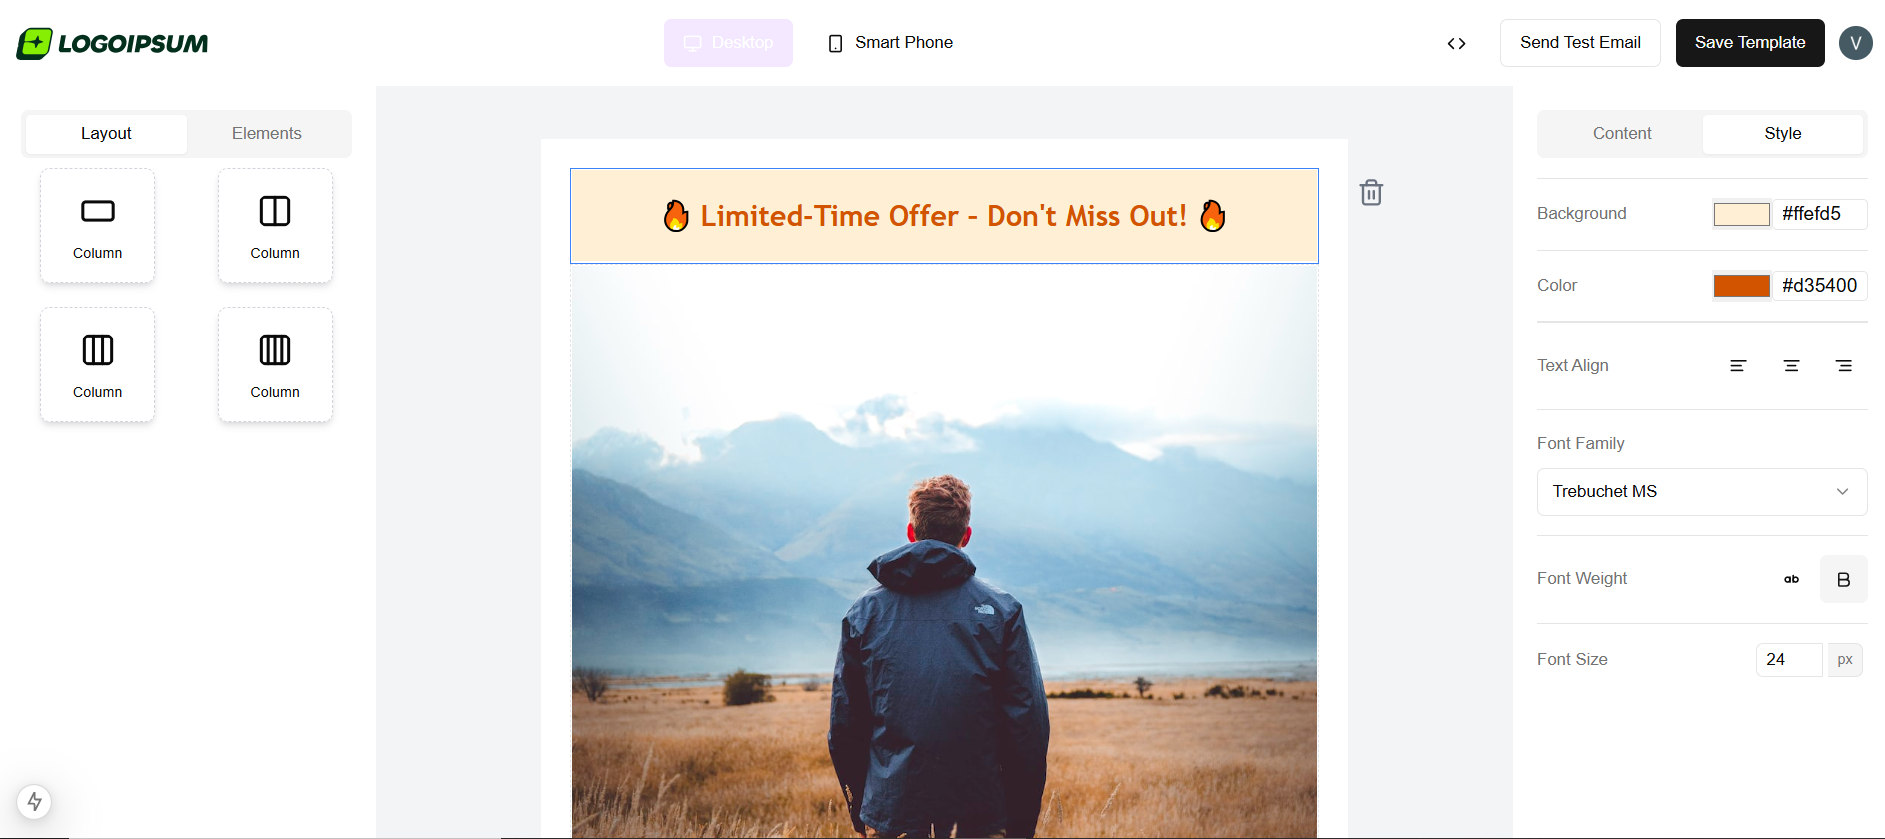 LOGOIPSUM
Desktop
Smart Phone
Send Test Email
Save Template
V
Layout
Elements
Column
Column
Column
Column
🔥 Limited-Time Offer - Don't Miss Out! 🔥
Content
Style
Background
#ffefd5
Color
#d35400
Text Align
Font Family
Trebuchet MS
Font Weight
ab
B
Font Size
24
px